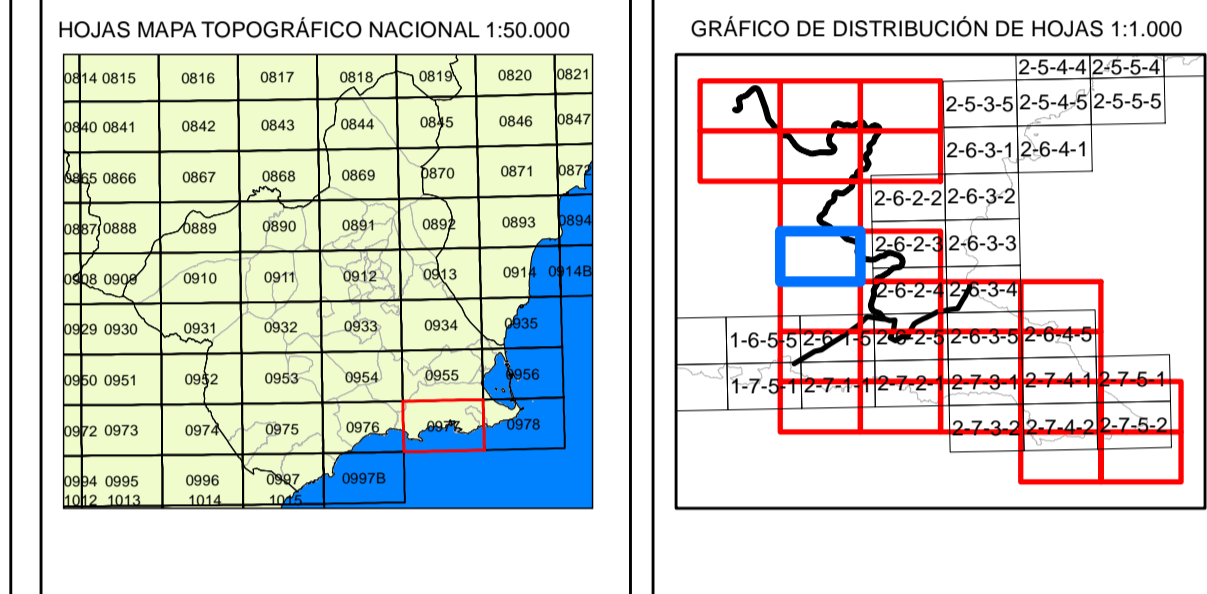 HOJAS MAPA TOPOGRÁFICO NACIONAL 1:50.000
0814 0815 0816 0817 0818 0819 0820 0821
0840 0841 0842 0843 0844 0845 0846 0847
0865 0866 0867 0868 0869 0870 0871 0872
0887 0888 0889 0890 0891 0892 0893 0894
0908 0909 0910 0911 0912 0913 0914 0914B
0929 0930 0931 0932 0933 0934 0935
0950 0951 0952 0953 0954 0955 0956
0972 0973 0974 0975 0976 0977 0978
0994 0995 0996 0997 0997B
1012 1013 1014 1015
GRÁFICO DE DISTRIBUCIÓN DE HOJAS 1:1.000
2-5-4-4 2-5-5-4
2-5-3-5 2-5-4-5 2-5-5-5
2-6-3-1 2-6-4-1
2-6-2-2 2-6-3-2
2-6-2-3 2-6-3-3
2-6-2-4 2-6-3-4
1-6-5-5 2-6-1-5 2-6-2-5 2-6-3-5 2-6-4-5
1-7-5-1 2-7-1-1 2-7-2-1 2-7-3-1 2-7-4-1 2-7-5-1
2-7-3-2 2-7-4-2 2-7-5-2